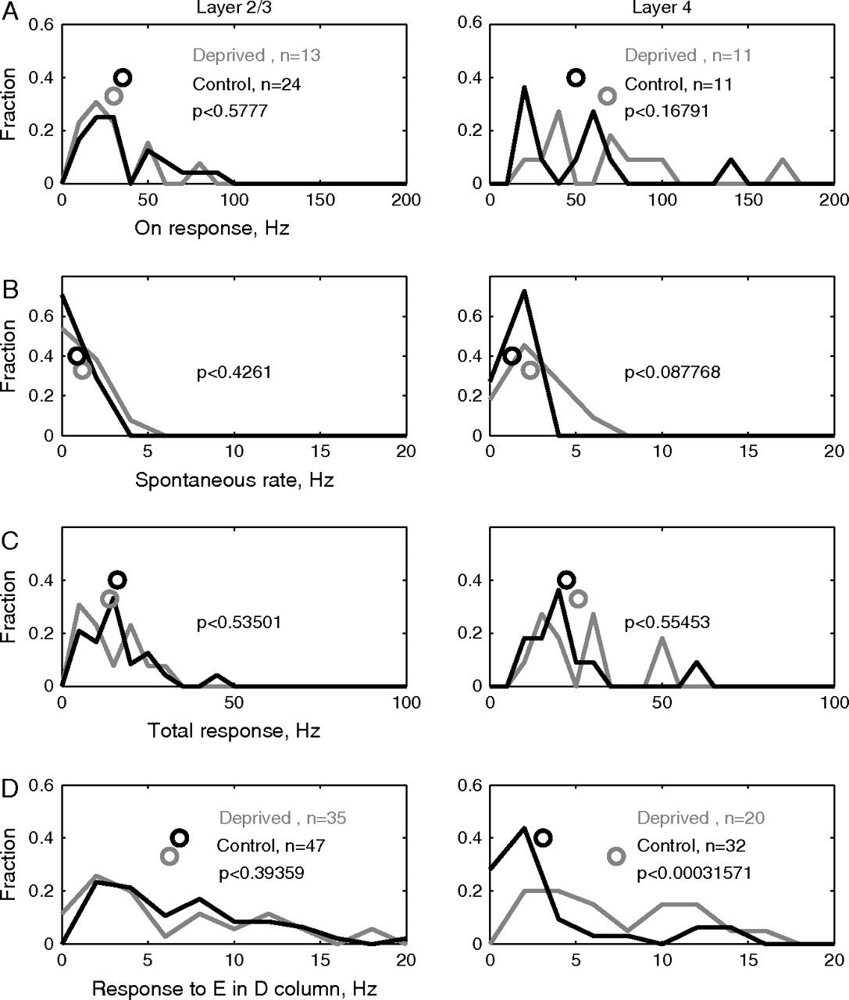 A
Layer 2/3
Layer 4
Fraction
0.6
0.4
0.2
0
Deprived , n=13
Control, n=24
p<0.5777
0 50 100 150 200
On response, Hz
0.6
0.4
0.2
0
Deprived , n=11
Control, n=11
p<0.16791
0 50 100 150 200
B
Fraction
0.6
0.4
0.2
0
p<0.4261
0 5 10 15 20
Spontaneous rate, Hz
0.6
0.4
0.2
0
p<0.087768
0 5 10 15 20
C
Fraction
0.4
0.2
0
p<0.53501
0 50 100
Total response, Hz
0.4
0.2
0
p<0.55453
0 50 100
D
Fraction
0.6
0.4
0.2
0
Deprived , n=35
Control, n=47
p<0.39359
0 5 10 15 20
Response to E in D column, Hz
0.6
0.4
0.2
0
Deprived , n=20
Control, n=32
p<0.00031571
0 5 10 15 20